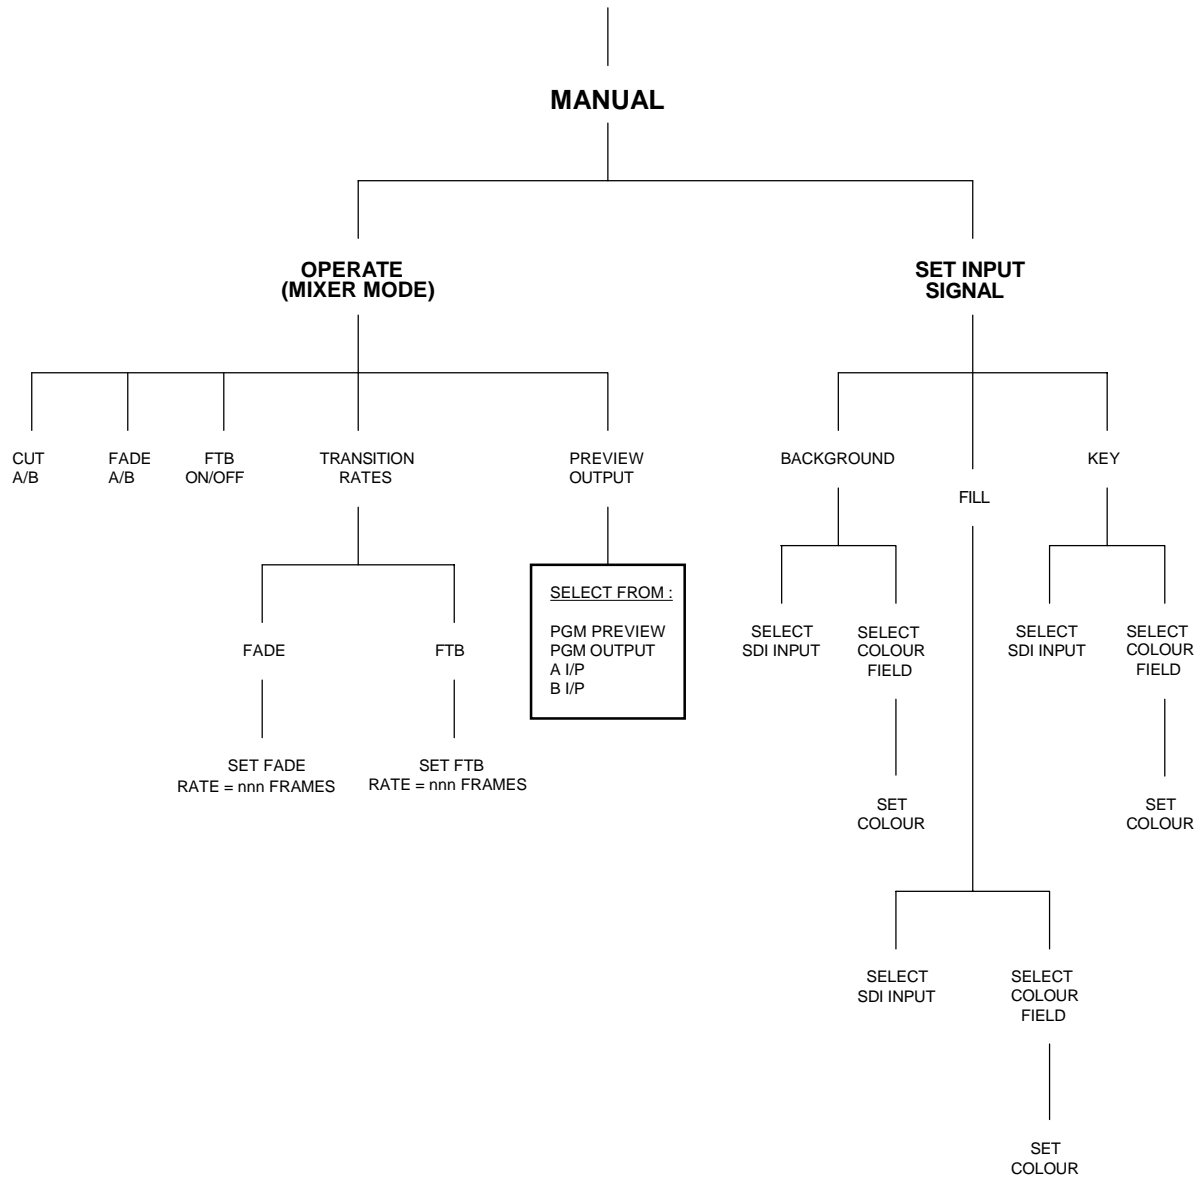 MANUAL
OPERATE
(MIXER MODE)
SET INPUT
SIGNAL
CUT
A/B
FADE
A/B
FTB
ON/OFF
TRANSITION
RATES
PREVIEW
OUTPUT
BACKGROUND
FILL
KEY
FADE
FTB
SELECT FROM :
PGM PREVIEW
PGM OUTPUT
A I/P
B I/P
SELECT
SDI INPUT
SELECT
COLOUR
FIELD
SELECT
SDI INPUT
SELECT
COLOUR
FIELD
SET FADE
RATE = nnn FRAMES
SET FTB
RATE = nnn FRAMES
SET
COLOUR
SET
COLOUR
SELECT
SDI INPUT
SELECT
COLOUR
FIELD
SET
COLOUR